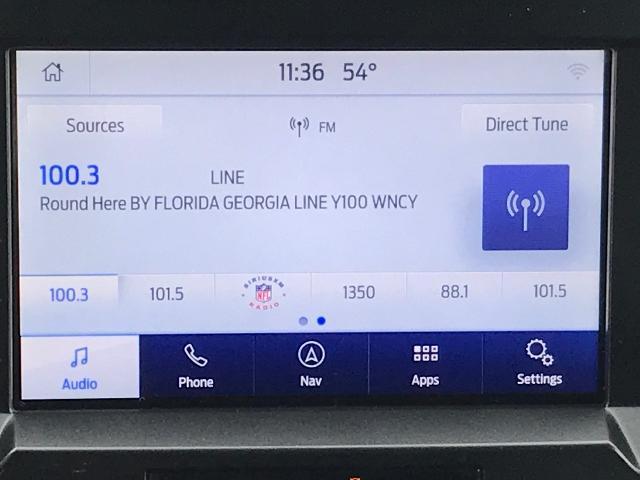 11:36 54°
Sources FM Direct Tune
100.3 LINE
Round Here BY FLORIDA GEORGIA LINE Y100 WNCY
100.3 101.5 SIRIUSXM NFL RADIO 1350 88.1 101.5
Audio Phone Nav Apps Settings